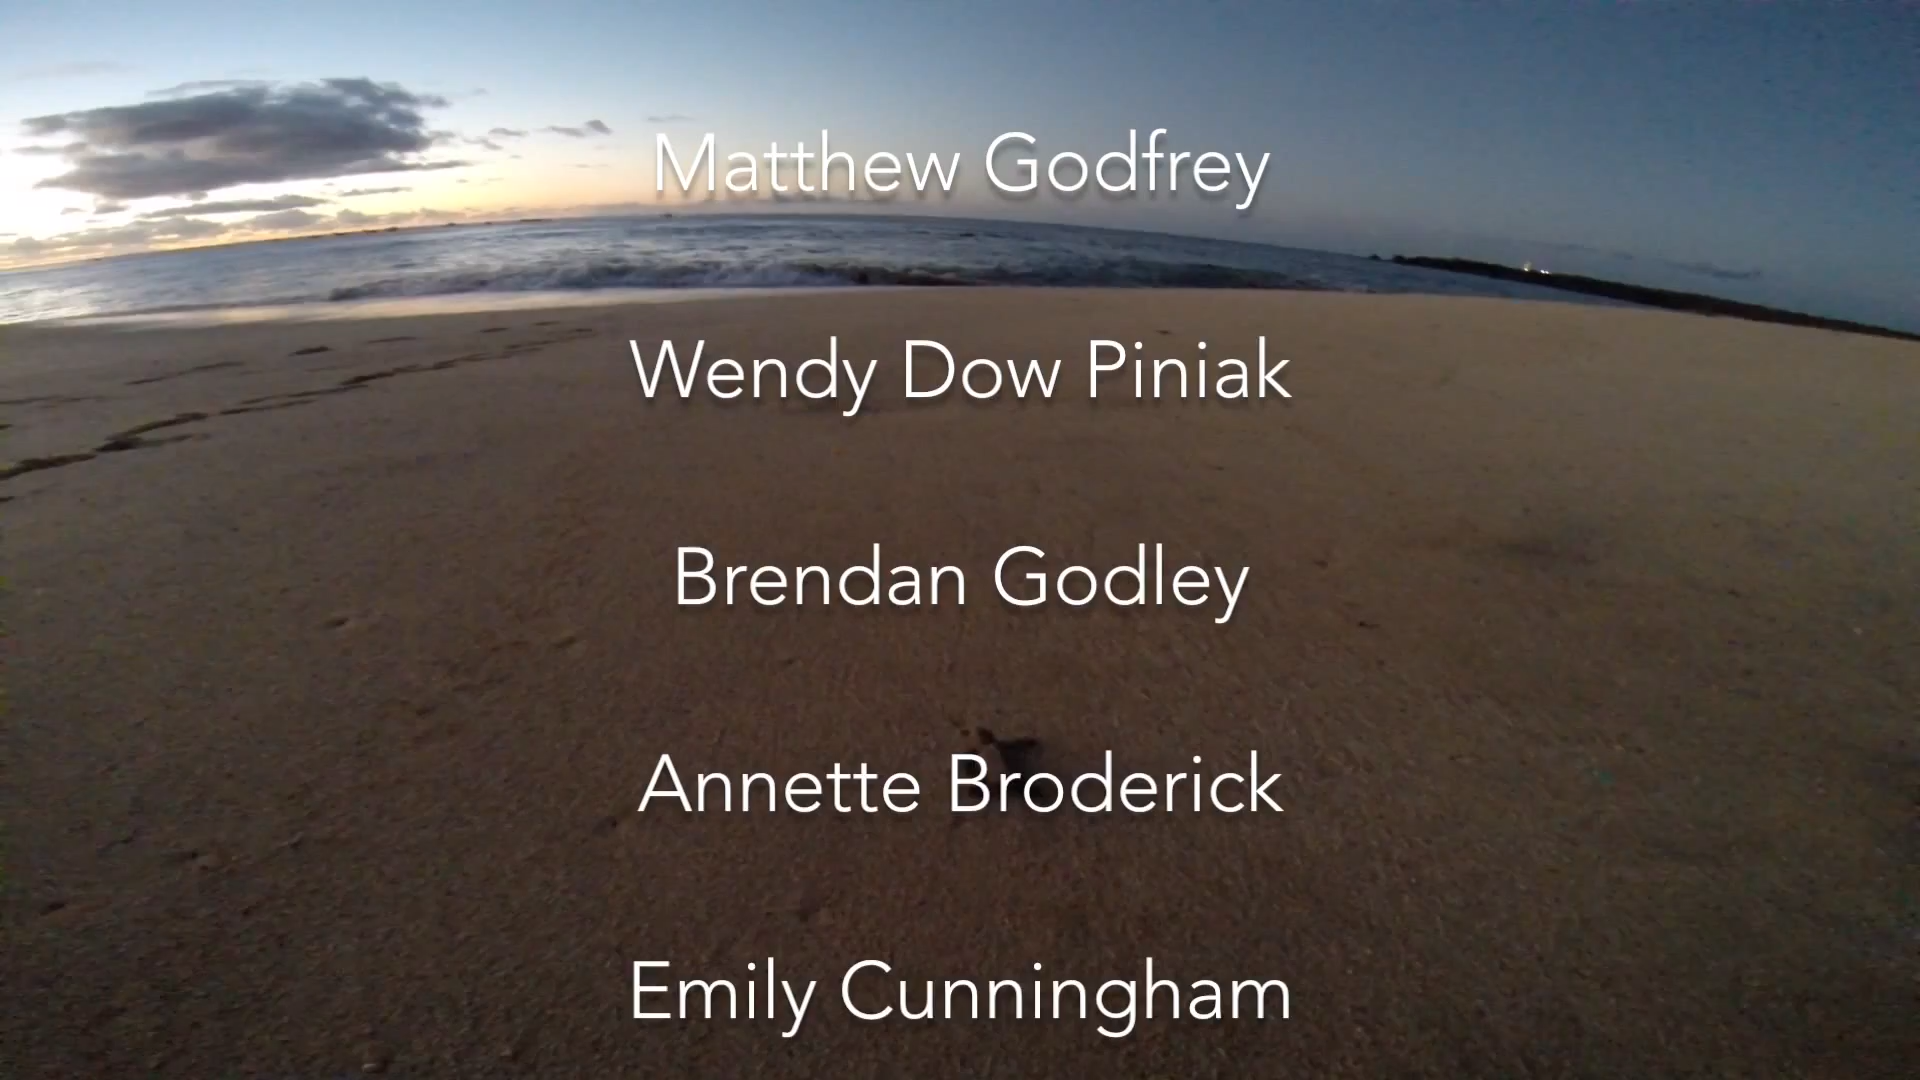 Matthew Godfrey
Wendy Dow Piniak
Brendan Godley
Annette Broderick
Emily Cunningham